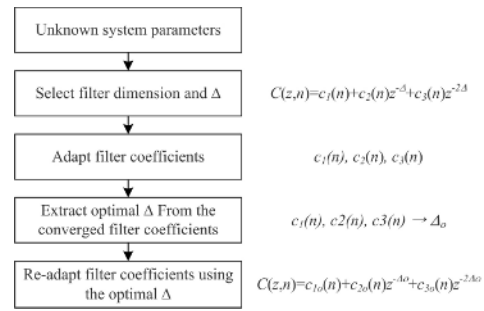 Unknown system parameters
Select filter dimension and Δ
C(z,n)=c₁(n)+c₂(n)z⁻ᐞ+c₃(n)z⁻²ᐞ
Adapt filter coefficients
c₁(n), c₂(n), c₃(n)
Extract optimal Δ From the
converged filter coefficients
c₁(n), c2(n), c3(n) → Δₒ
Re-adapt filter coefficients using
the optimal Δ
C(z,n)=c₁ₒ(n)+c₂ₒ(n)z^-Δo+c₃ₒ(n)z^-2Δo